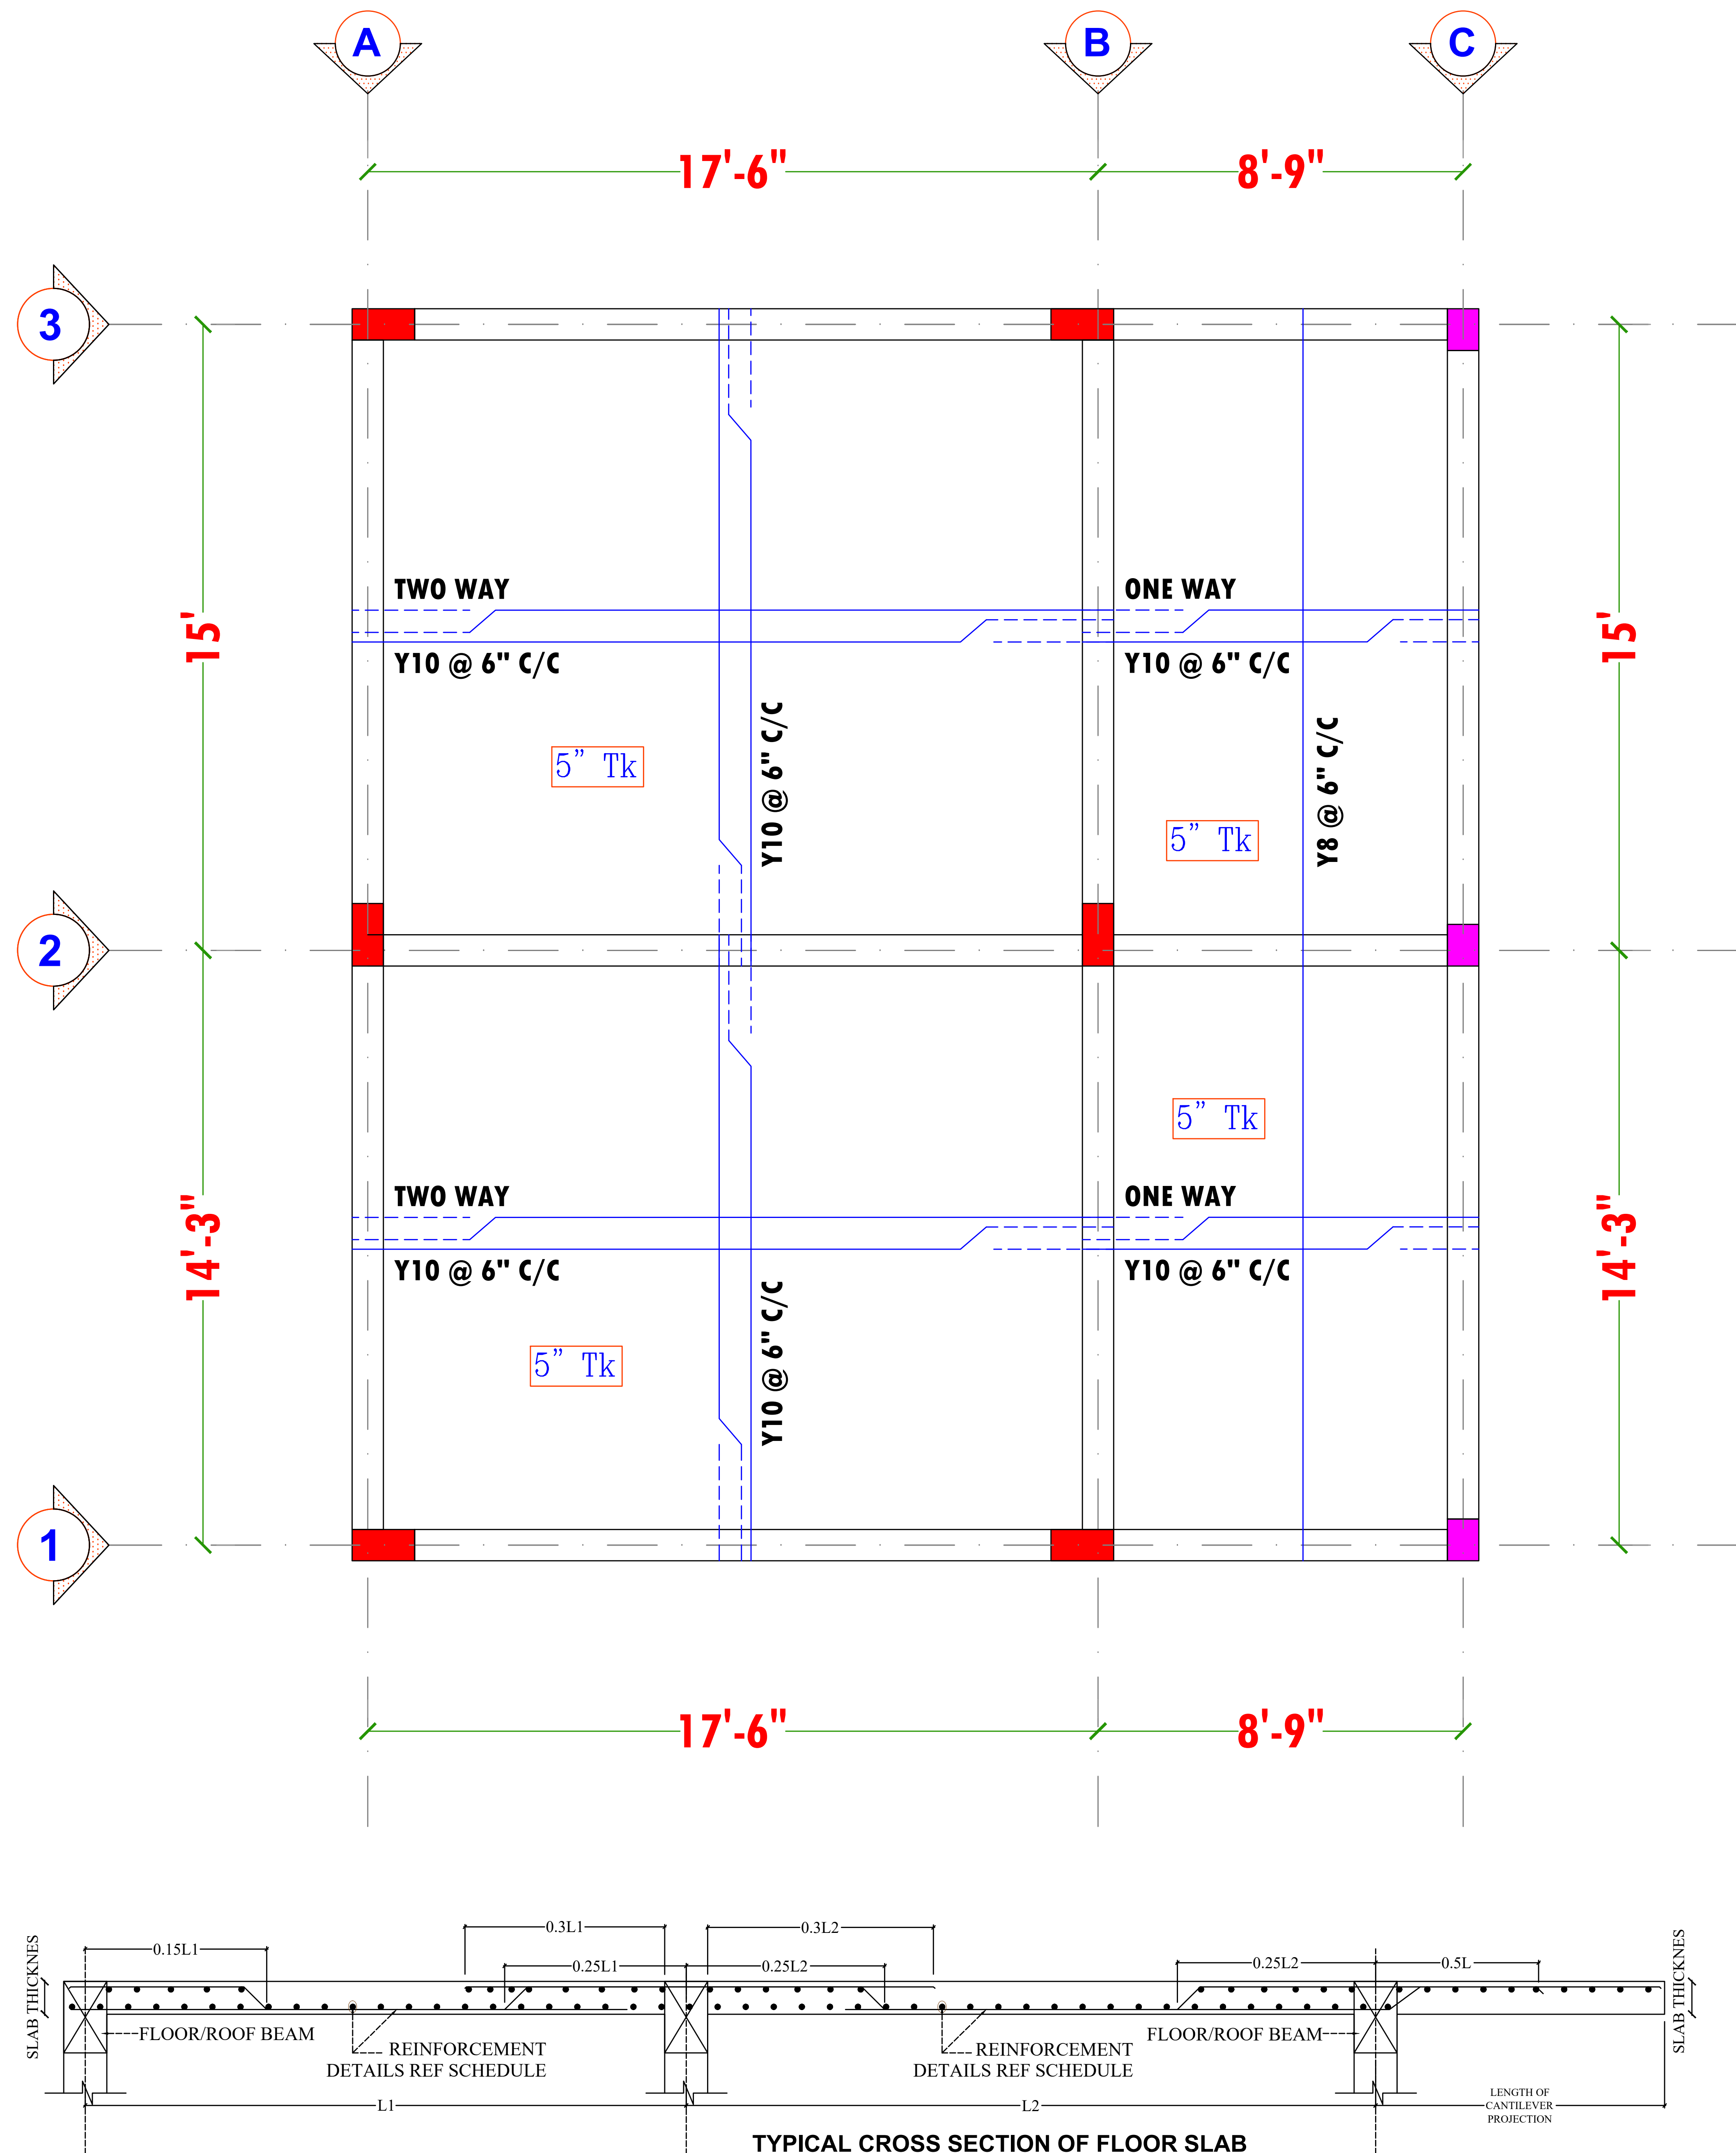 A
B
C
17'-6"
8'-9"
3
TWO WAY
ONE WAY
15'
15'
Y10 @ 6" C/C
Y10 @ 6" C/C
Y10 @ 6" C/C
Y8 @ 6" C/C
5” Tk
5” Tk
2
5” Tk
TWO WAY
ONE WAY
14'-3"
14'-3"
Y10 @ 6" C/C
Y10 @ 6" C/C
Y10 @ 6" C/C
5” Tk
1
17'-6"
8'-9"
0.3L1
0.3L2
0.15L1
0.25L1
0.25L2
0.25L2
0.5L
SLAB THICKNES
SLAB THICKNES
FLOOR/ROOF BEAM
REINFORCEMENT
DETAILS REF SCHEDULE
REINFORCEMENT
DETAILS REF SCHEDULE
FLOOR/ROOF BEAM
L1
L2
LENGTH OF
CANTILEVER
PROJECTION
TYPICAL CROSS SECTION OF FLOOR SLAB